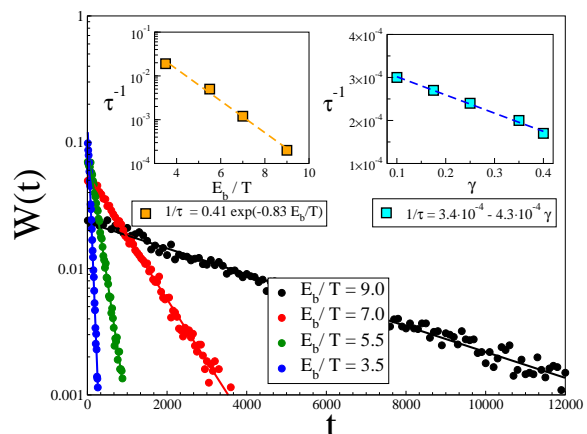 1
0.1
0.01
0.001
W(t)
0 2000 4000 6000 8000 10000 12000
t
10⁻¹
10⁻²
10⁻³
10⁻⁴
τ⁻¹
4 6 8 10
E_b / T
1/τ = 0.41 exp(-0.83 E_b/T)
4×10⁻⁴
3×10⁻⁴
2×10⁻⁴
1×10⁻⁴
τ⁻¹
0.1 0.2 0.3 0.4
γ
1/τ = 3.4·10⁻⁴ - 4.3·10⁻⁴ γ
E_b / T = 9.0
E_b / T = 7.0
E_b / T = 5.5
E_b / T = 3.5